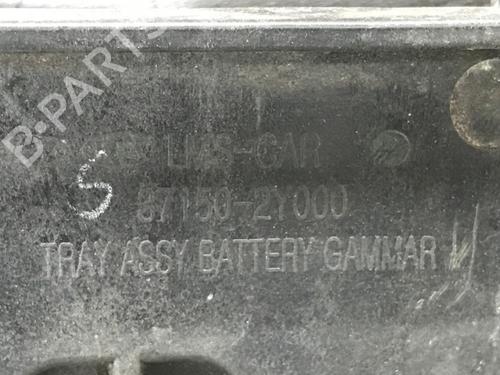 B-PARTS
LMS-CAR
S
37150-2Y000
TRAY ASSY BATTERY GAMMAR